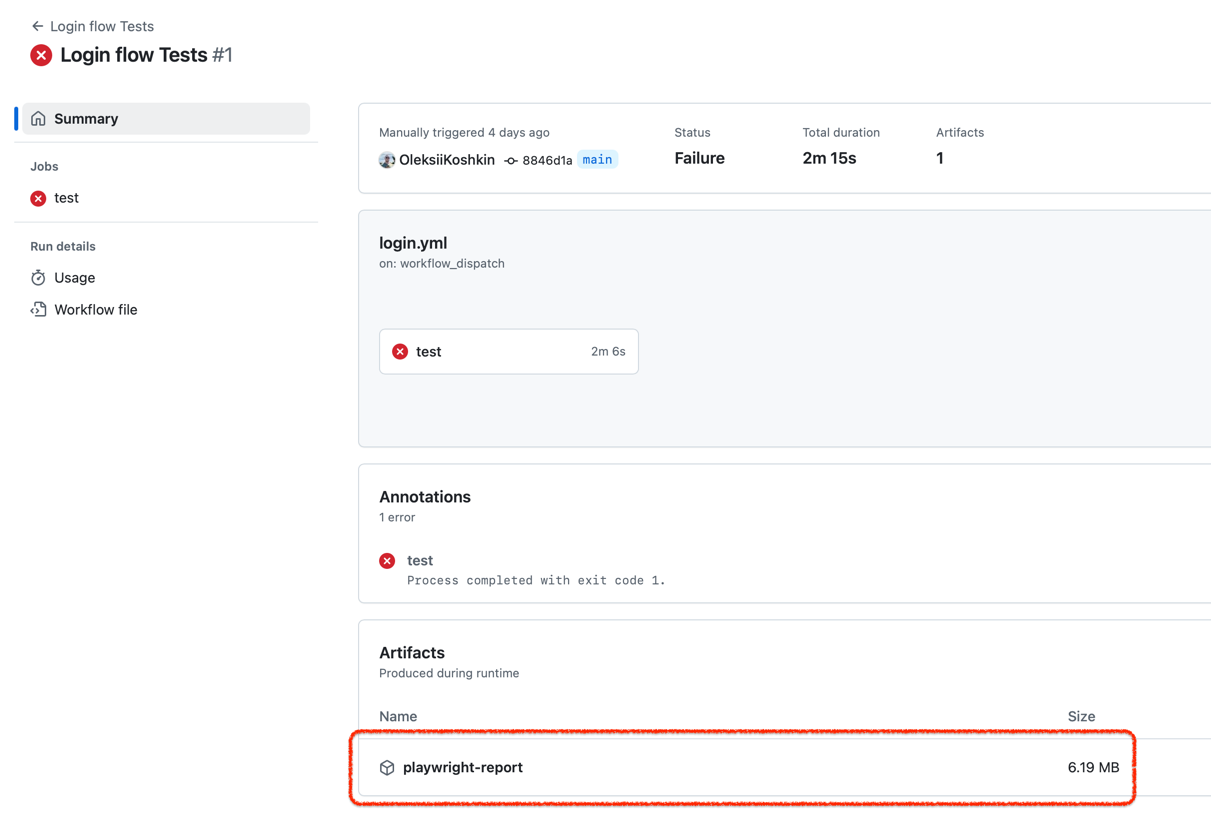 Login flow Tests
Login flow Tests #1
Summary
Jobs
test
Run details
Usage
Workflow file
Manually triggered 4 days ago
OleksiiKoshkin 8846d1a main
Status
Failure
Total duration
2m 15s
Artifacts
1
login.yml
on: workflow_dispatch
test 2m 6s
Annotations
1 error
test
Process completed with exit code 1.
Artifacts
Produced during runtime
Name Size
playwright-report 6.19 MB